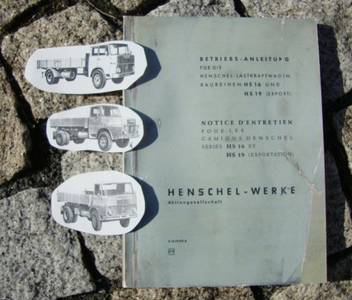 BETRIEBS-ANLEITUNG
FÜR DIE
HENSCHEL-LASTKRAFTWAGEN
BAUREIHEN HS 16 UND
HS 19 (EXPORT)
NOTICE D'ENTRETIEN
POUR LES
CAMIONS HENSCHEL
SERIES HS 16 ET
HS 19 (EXPORTATION)
HENSCHEL-WERKE
Aktiengesellschaft